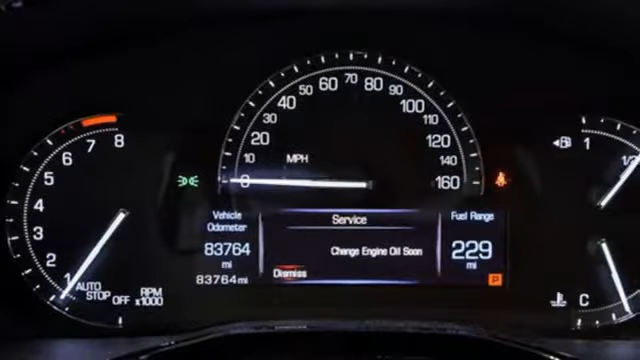 1 2 3 4 5 6 7 8
AUTO
STOP OFF
RPM
x1000
0 10 20 30 40 50 60 70 80 90 100 110 120 140 160
MPH
Vehicle
Odometer
83764
mi
83764mi
Service
Change Engine Oil Soon
Dismiss
Fuel Range
229
mi
P
1
1/2
C